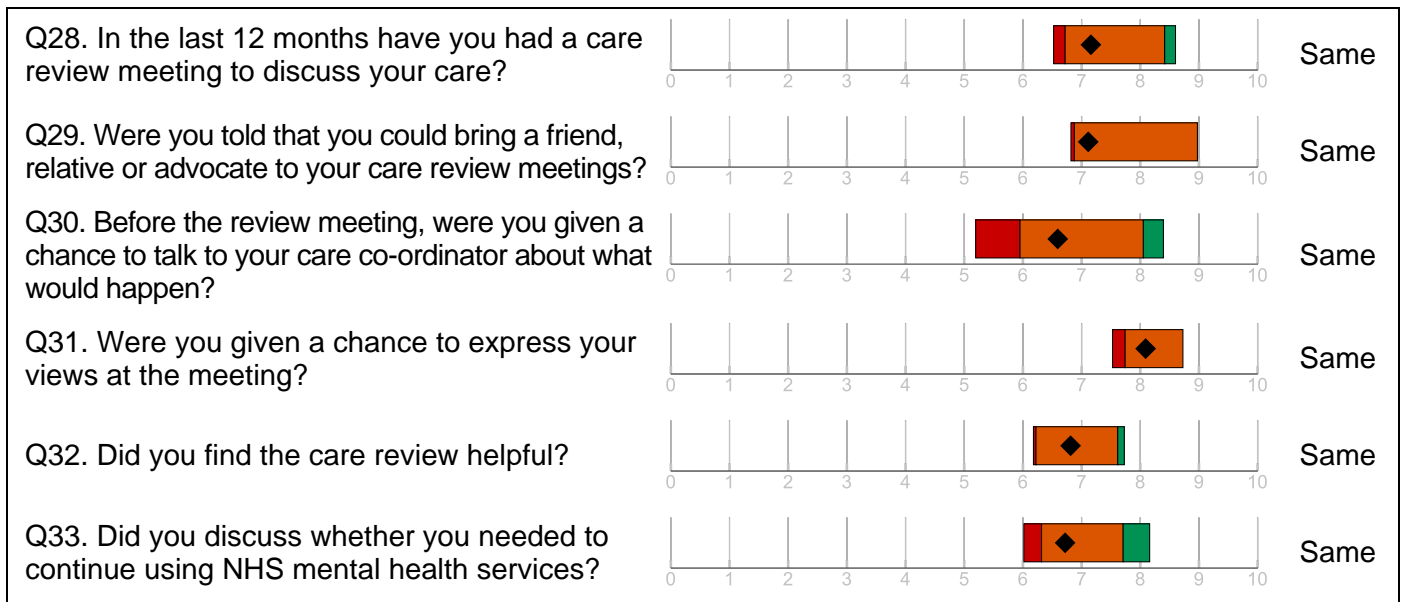 Q28. In the last 12 months have you had a care
review meeting to discuss your care?
0 1 2 3 4 5 6 7 8 9 10
Same
Q29. Were you told that you could bring a friend,
relative or advocate to your care review meetings?
0 1 2 3 4 5 6 7 8 9 10
Same
Q30. Before the review meeting, were you given a
chance to talk to your care co-ordinator about what
would happen?
0 1 2 3 4 5 6 7 8 9 10
Same
Q31. Were you given a chance to express your
views at the meeting?
0 1 2 3 4 5 6 7 8 9 10
Same
Q32. Did you find the care review helpful?
0 1 2 3 4 5 6 7 8 9 10
Same
Q33. Did you discuss whether you needed to
continue using NHS mental health services?
0 1 2 3 4 5 6 7 8 9 10
Same